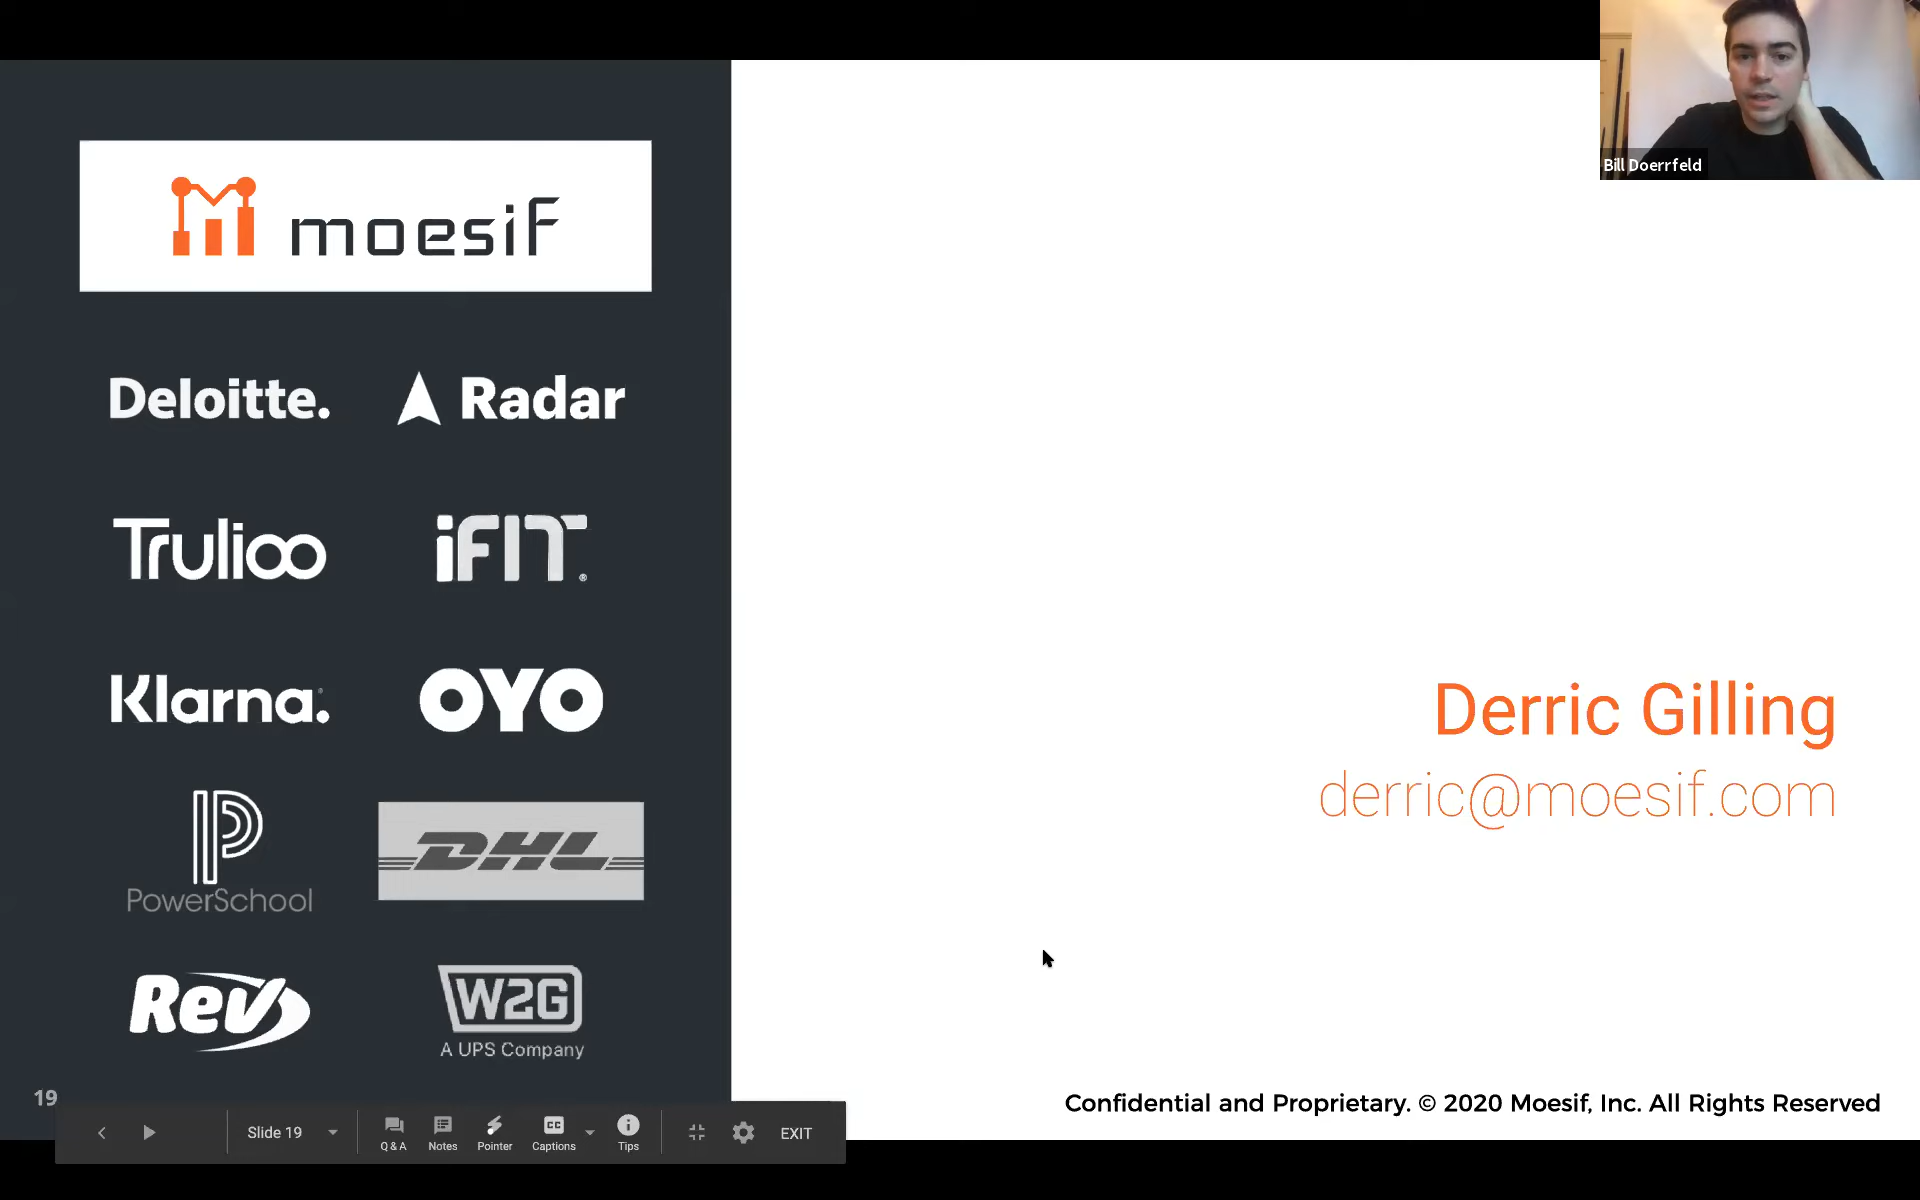 Bill Doerrfeld
moesif
Deloitte. Radar
Trulioo iFIT®
Klarna. OYO
PowerSchool DHL
Rev W2G
A UPS Company
Derric Gilling
derric@moesif.com
19
Confidential and Proprietary. © 2020 Moesif, Inc. All Rights Reserved
Slide 19 Q & A Notes Pointer CC Captions Tips EXIT